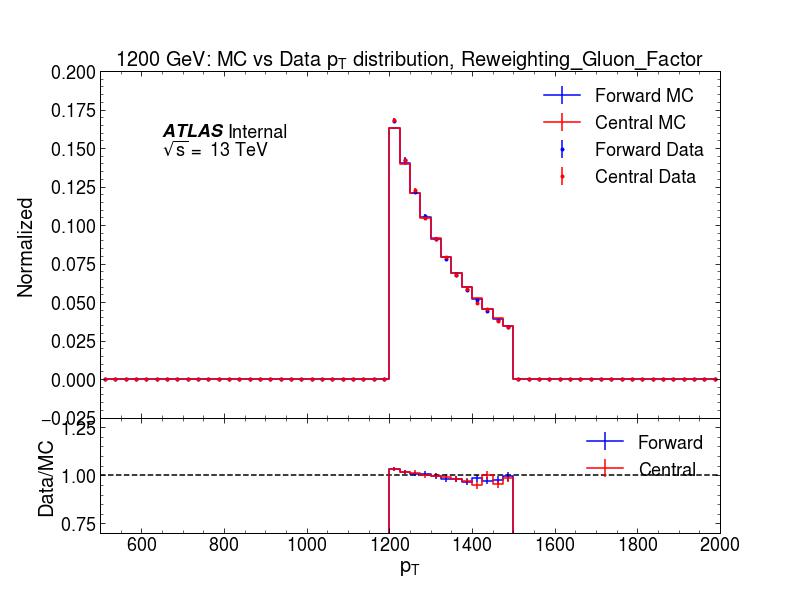 1200 GeV: MC vs Data pT distribution, Reweighting_Gluon_Factor
0.200
0.175
0.150
0.125
0.100
0.075
0.050
0.025
0.000
−0.025
Normalized
ATLAS Internal
√s = 13 TeV
Forward MC
Central MC
Forward Data
Central Data
1.25
1.00
0.75
Data/MC
Forward
Central
600 800 1000 1200 1400 1600 1800 2000
pT